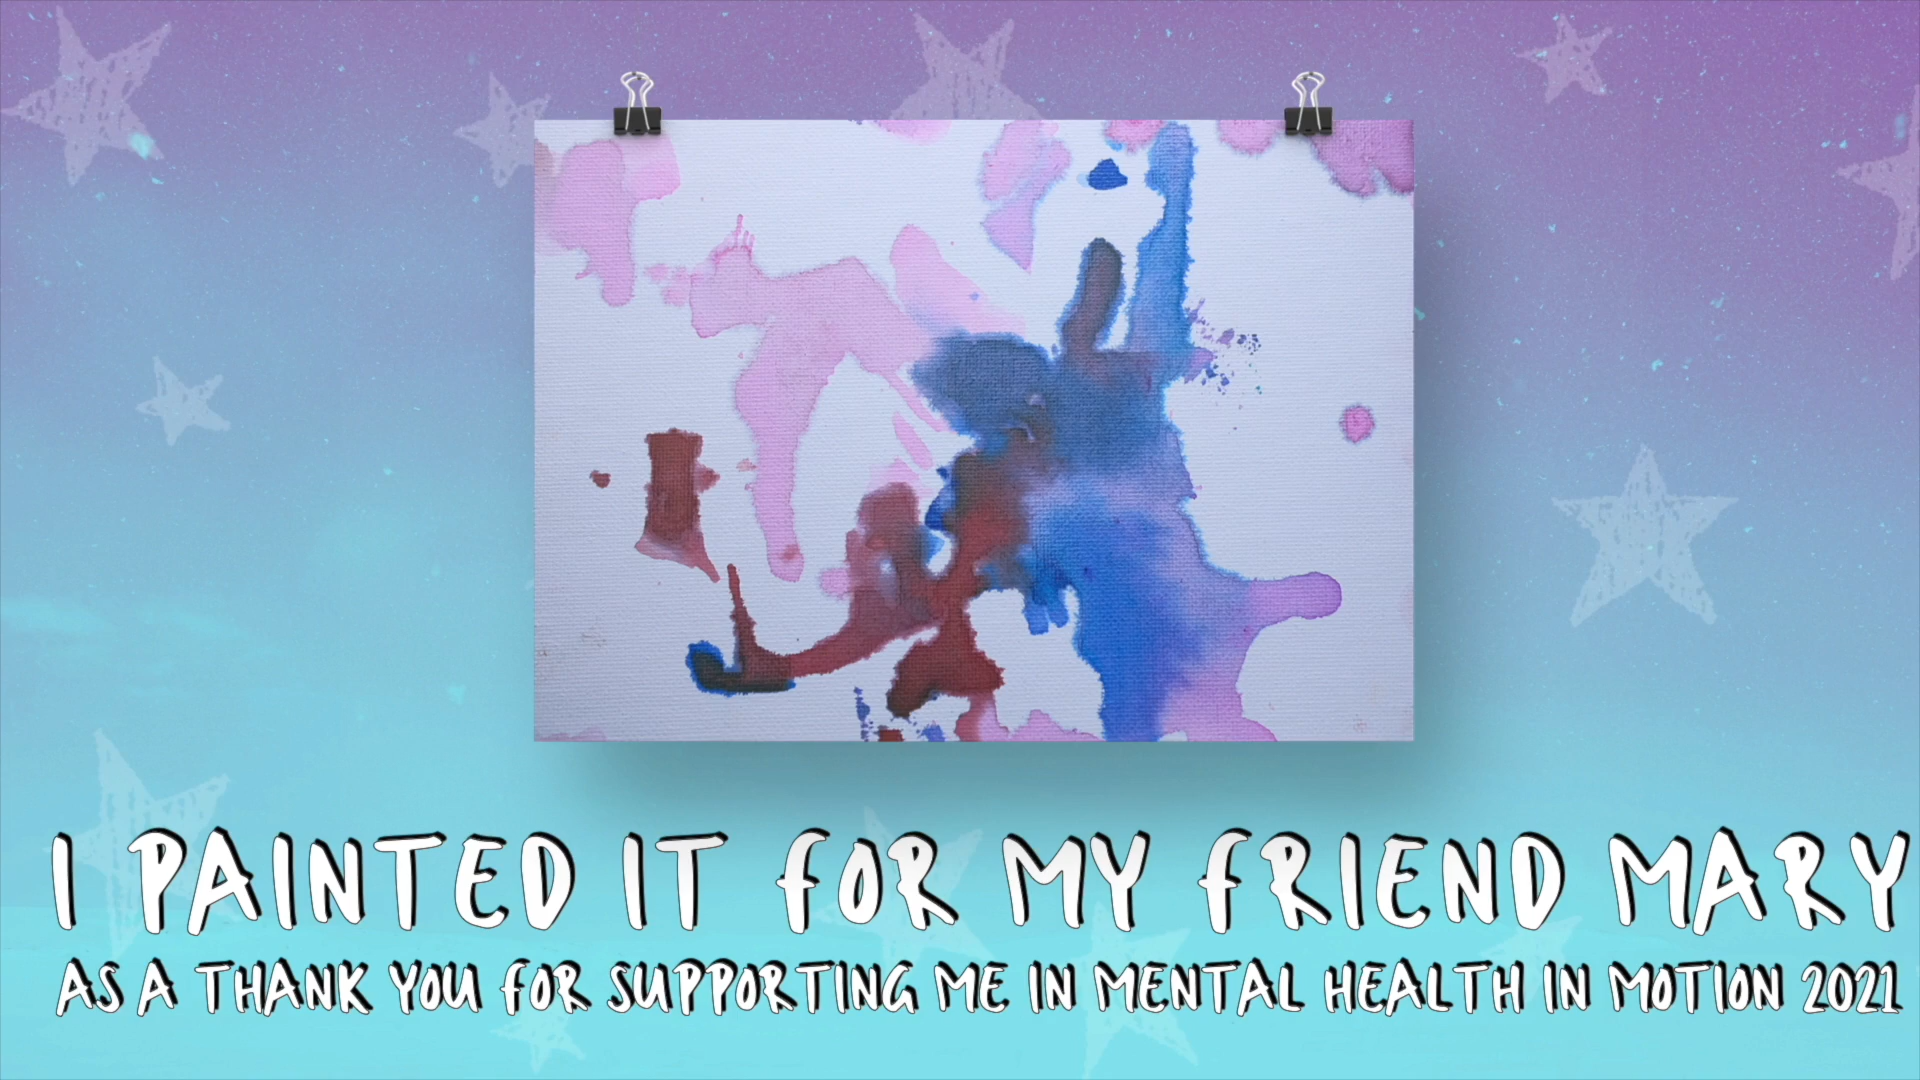 I PAINTED IT FOR MY FRIEND MARY
AS A THANK YOU FOR SUPPORTING ME IN MENTAL HEALTH IN MOTION 2021